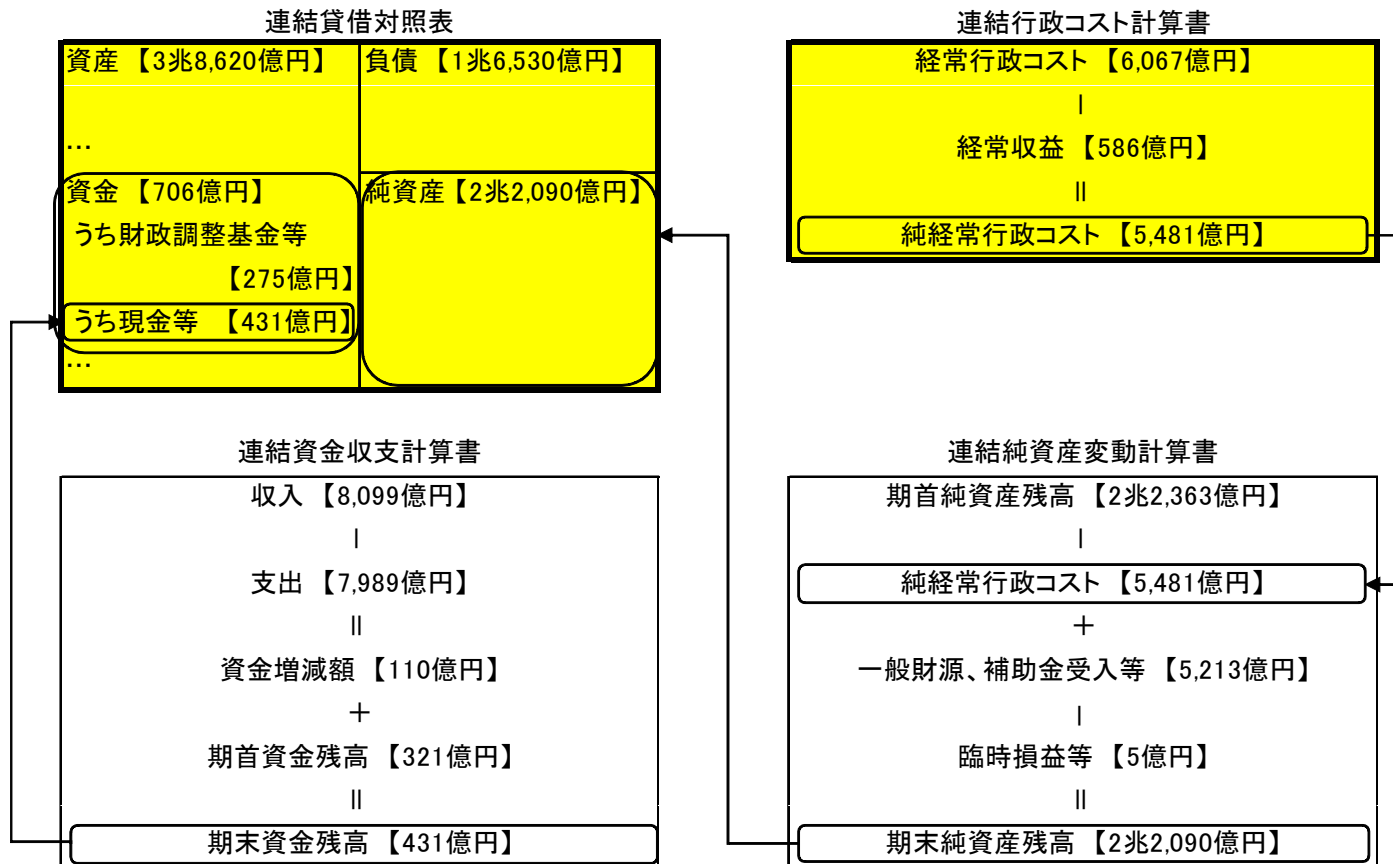 連結貸借対照表
資産 【3兆8,620億円】
負債 【1兆6,530億円】
…
資金 【706億円】
純資産【2兆2,090億円】
うち財政調整基金等
【275億円】
うち現金等 【431億円】
…
連結行政コスト計算書
経常行政コスト 【6,067億円】
－
経常収益 【586億円】
＝
純経常行政コスト 【5,481億円】
連結資金収支計算書
収入 【8,099億円】
－
支出 【7,989億円】
＝
資金増減額 【110億円】
＋
期首資金残高 【321億円】
＝
期末資金残高 【431億円】
連結純資産変動計算書
期首純資産残高 【2兆2,363億円】
－
純経常行政コスト 【5,481億円】
＋
一般財源、補助金受入等 【5,213億円】
－
臨時損益等 【5億円】
＝
期末純資産残高 【2兆2,090億円】